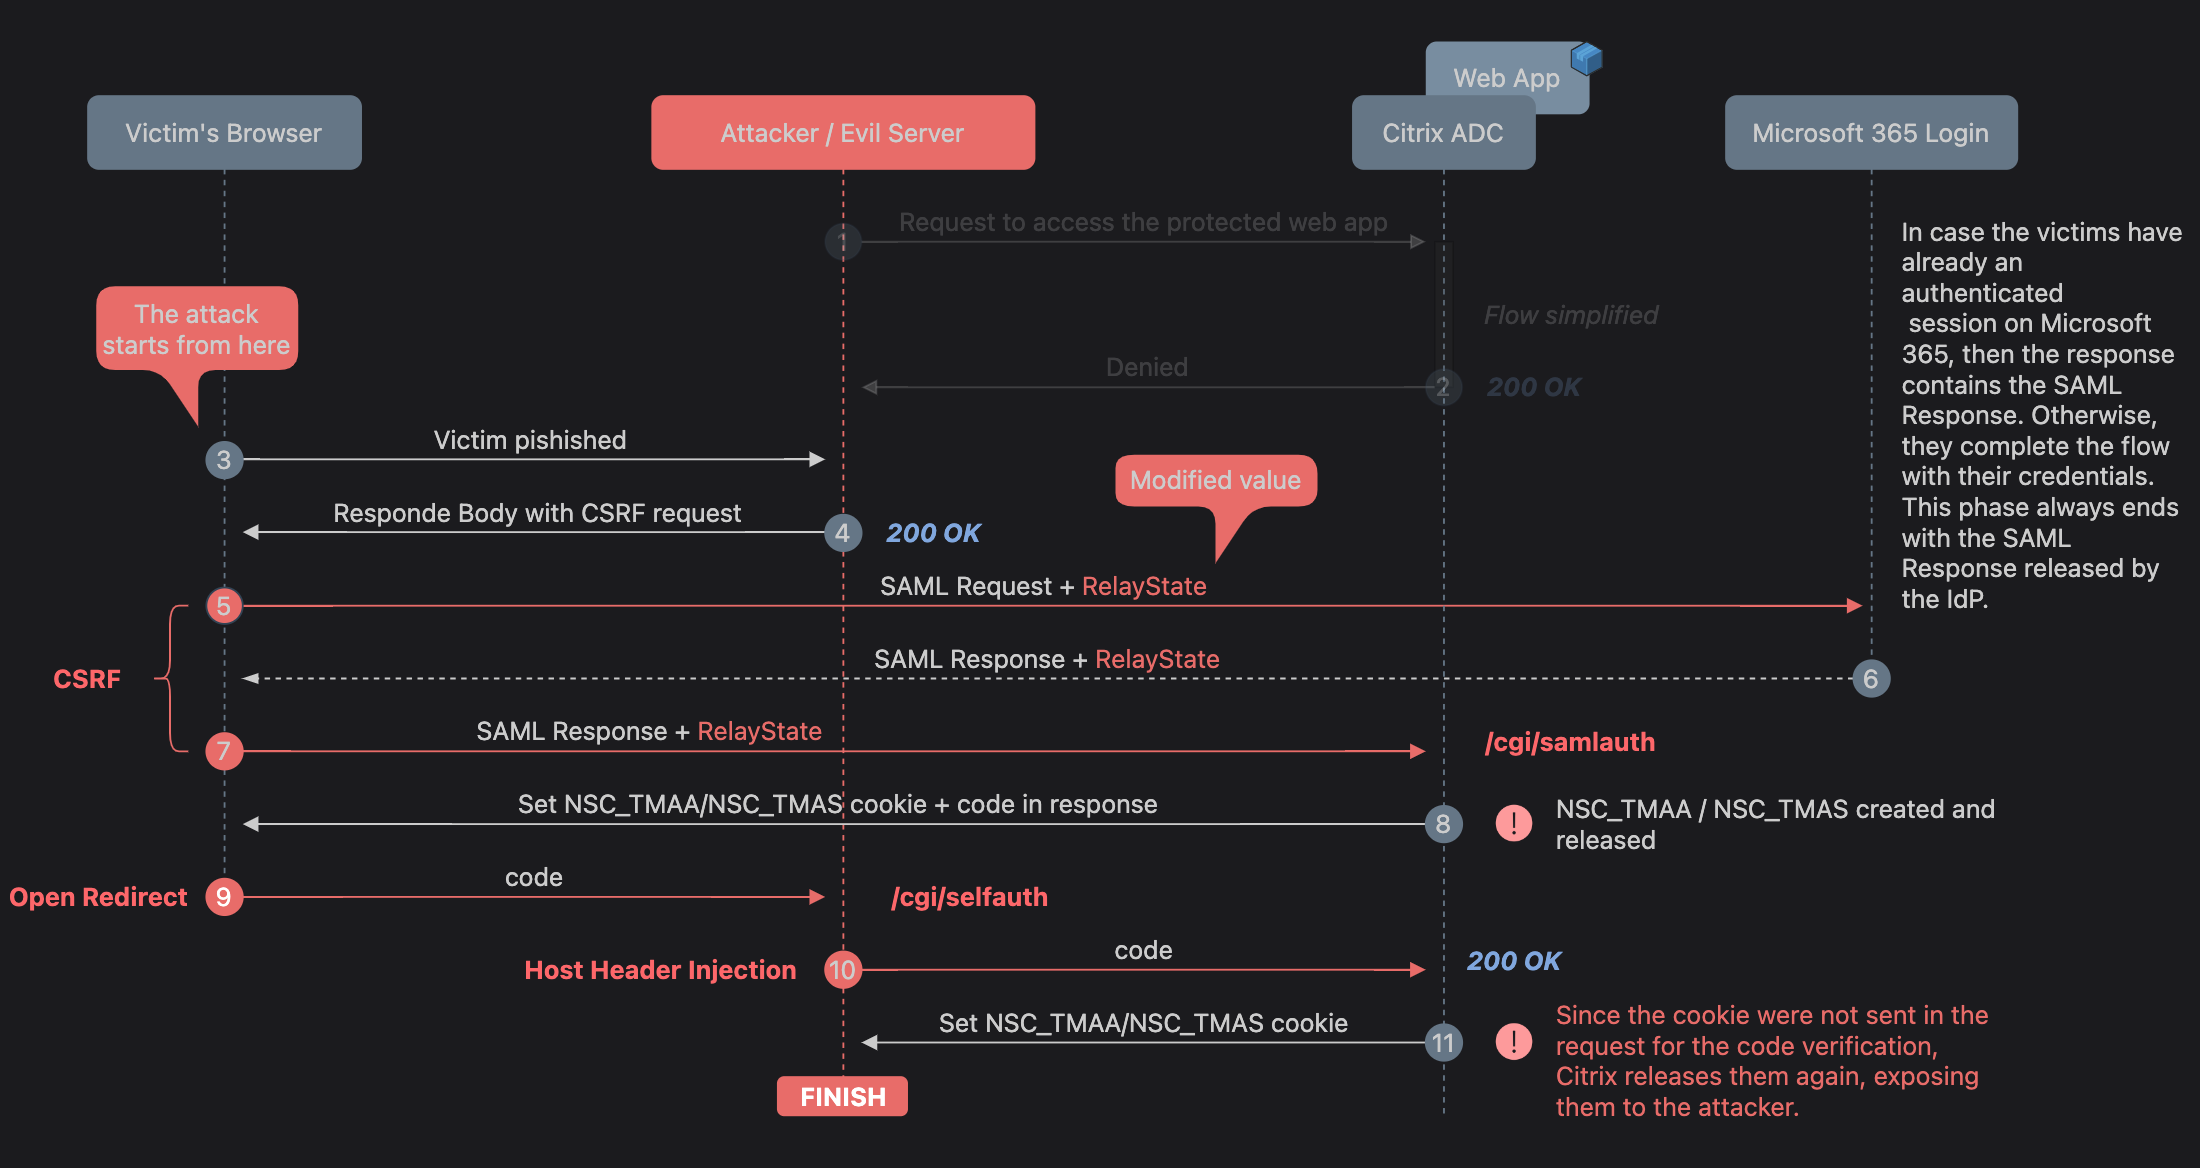 Web App
Victim's Browser
Attacker / Evil Server
Citrix ADC
Microsoft 365 Login
1
Request to access the protected web app
In case the victims have
already an
authenticated
session on Microsoft
365, then the response
contains the SAML
Response. Otherwise,
they complete the flow
with their credentials.
This phase always ends
with the SAML
Response released by
the IdP.
The attack
starts from here
Flow simplified
Denied
2
200 OK
3
Victim pishished
Modified value
Responde Body with CSRF request
4
200 OK
5
SAML Request + RelayState
CSRF
SAML Response + RelayState
6
7
SAML Response + RelayState
/cgi/samlauth
Set NSC_TMAA/NSC_TMAS cookie + code in response
8
!
NSC_TMAA / NSC_TMAS created and
released
Open Redirect
9
code
/cgi/selfauth
Host Header Injection
10
code
200 OK
Set NSC_TMAA/NSC_TMAS cookie
11
!
Since the cookie were not sent in the
request for the code verification,
Citrix releases them again, exposing
them to the attacker.
FINISH